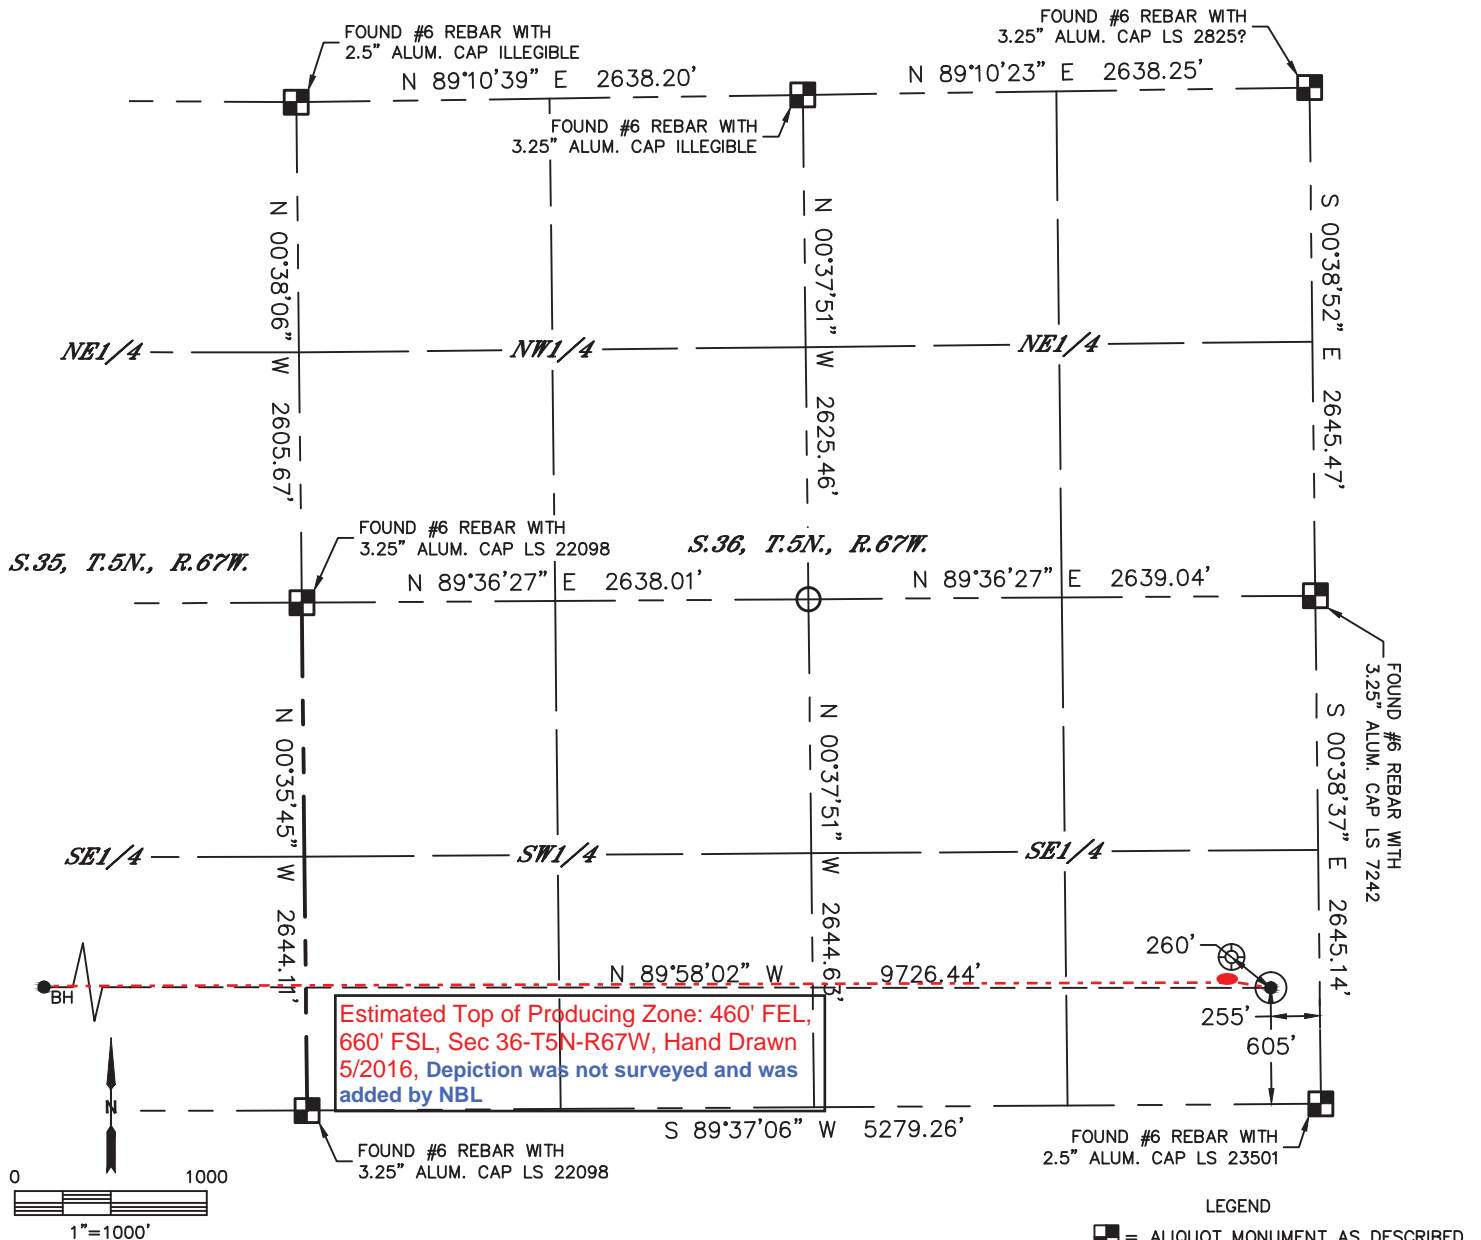 FOUND #6 REBAR WITH
2.5" ALUM. CAP ILLEGIBLE
FOUND #6 REBAR WITH
3.25" ALUM. CAP LS 2825?
N 89°10'39" E 2638.20'
N 89°10'23" E 2638.25'
FOUND #6 REBAR WITH
3.25" ALUM. CAP ILLEGIBLE
N 00°38'06" W 2605.67'
N 00°37'51" W 2625.46'
S 00°38'52" E 2645.47'
NE1/4
NW1/4
NE1/4
FOUND #6 REBAR WITH
3.25" ALUM. CAP LS 22098
S.35, T.5N., R.67W.
S.36, T.5N., R.67W.
N 89°36'27" E 2638.01'
N 89°36'27" E 2639.04'
FOUND #6 REBAR WITH
3.25" ALUM. CAP LS 7242
N 00°35'45" W 2644.11'
N 00°37'51" W 2644.63'
S 00°38'37" E 2645.14'
SE1/4
SW1/4
SE1/4
260'
N 89°58'02" W 9726.44'
BH
255'
605'
Estimated Top of Producing Zone: 460' FEL,
660' FSL, Sec 36-T5N-R67W, Hand Drawn
5/2016, Depiction was not surveyed and was
added by NBL
N
S 89°37'06" W 5279.26'
FOUND #6 REBAR WITH
3.25" ALUM. CAP LS 22098
FOUND #6 REBAR WITH
2.5" ALUM. CAP LS 23501
0 1000
1"=1000'
LEGEND
= ALIQUOT MONUMENT AS DESCRIBED